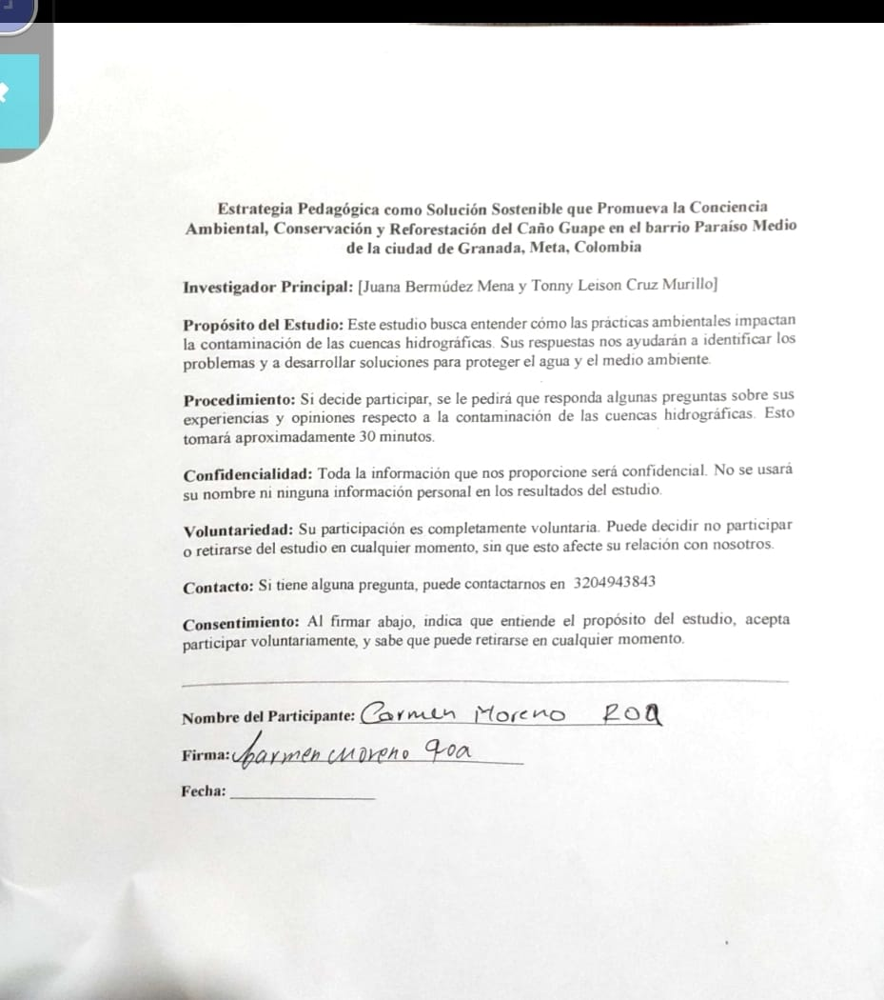 Estrategia Pedagógica como Solución Sostenible que Promueva la Conciencia
Ambiental, Conservación y Reforestación del Caño Guape en el barrio Paraíso Medio
de la ciudad de Granada, Meta, Colombia
Investigador Principal: [Juana Bermúdez Mena y Tonny Leison Cruz Murillo]
Propósito del Estudio: Este estudio busca entender cómo las prácticas ambientales impactan
la contaminación de las cuencas hidrográficas. Sus respuestas nos ayudarán a identificar los
problemas y a desarrollar soluciones para proteger el agua y el medio ambiente.
Procedimiento: Si decide participar, se le pedirá que responda algunas preguntas sobre sus
experiencias y opiniones respecto a la contaminación de las cuencas hidrográficas. Esto
tomará aproximadamente 30 minutos.
Confidencialidad: Toda la información que nos proporcione será confidencial. No se usará
su nombre ni ninguna información personal en los resultados del estudio.
Voluntariedad: Su participación es completamente voluntaria. Puede decidir no participar
o retirarse del estudio en cualquier momento, sin que esto afecte su relación con nosotros.
Contacto: Si tiene alguna pregunta, puede contactarnos en 3204943843
Consentimiento: Al firmar abajo, indica que entiende el propósito del estudio, acepta
participar voluntariamente, y sabe que puede retirarse en cualquier momento.
Nombre del Participante: Carmen Moreno ROA
Firma: Carmen Moreno Roa
Fecha: